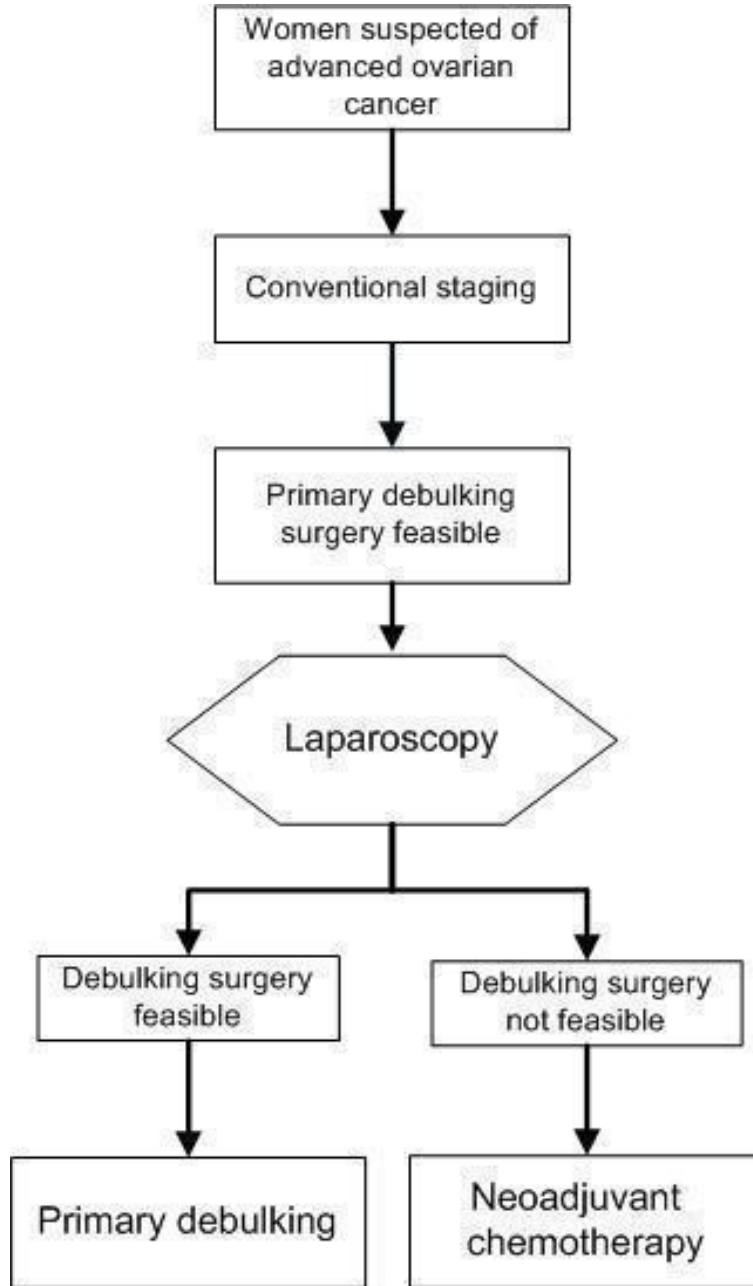 Women suspected of
advanced ovarian
cancer
Conventional staging
Primary debulking
surgery feasible
Laparoscopy
Debulking surgery
feasible
Debulking surgery
not feasible
Primary debulking
Neoadjuvant
chemotherapy